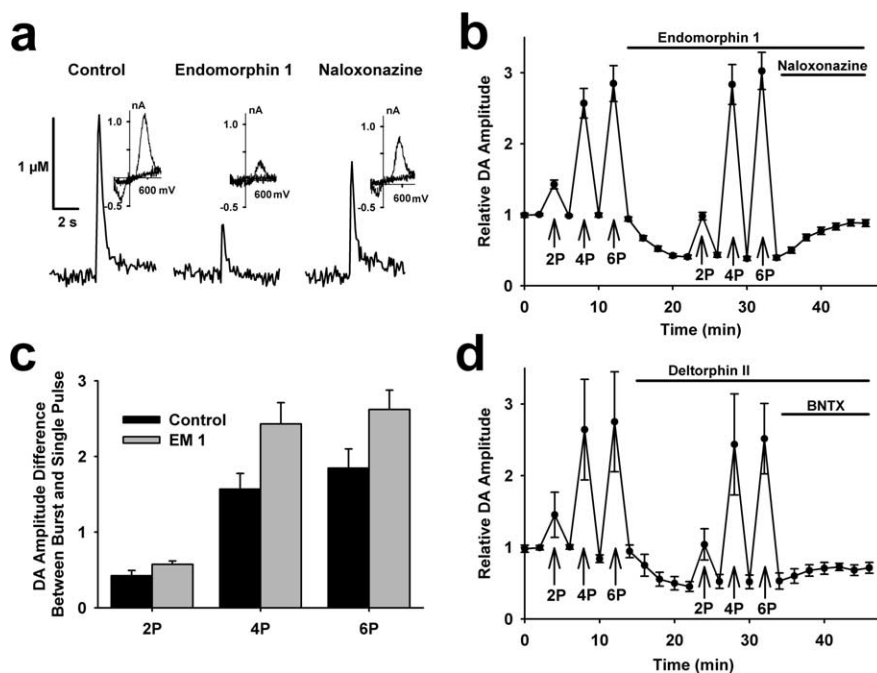 a
Control Endomorphin 1 Naloxonazine
nA nA nA
1.0 1.0 1.0
1 µM
2 s
600 mV 600 mV 600 mV
-0.5 -0.5 -0.5
b
Endomorphin 1
Naloxonazine
Relative DA Amplitude
3
2
1
0
2P 4P 6P 2P 4P 6P
0 10 20 30 40
Time (min)
c
DA Amplitude Difference
Between Burst and Single Pulse
3
2
1
0
Control
EM 1
2P 4P 6P
d
Deltorphin II
BNTX
Relative DA Amplitude
3
2
1
0
2P 4P 6P 2P 4P 6P
0 10 20 30 40
Time (min)